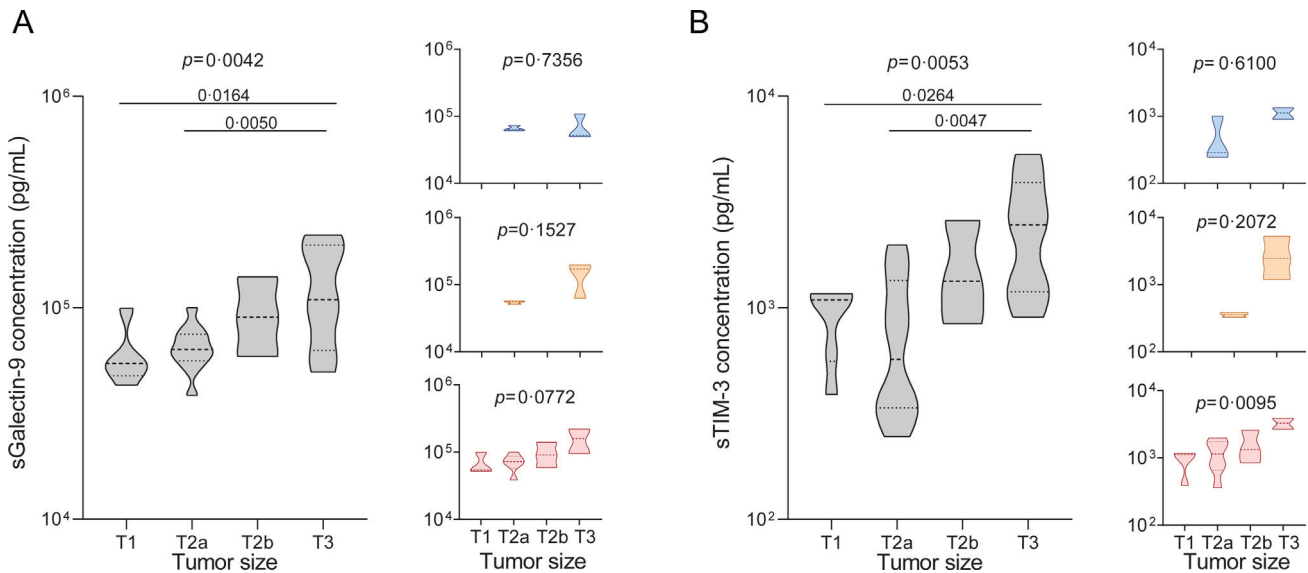 A
p=0·0042
0·0164
0·0050
10⁶
10⁵
10⁴
sGalectin-9 concentration (pg/mL)
T1 T2a T2b T3
Tumor size
10⁶
p=0·7356
10⁵
10⁴
10⁶
p=0·1527
10⁵
10⁴
10⁶
p=0·0772
10⁵
10⁴
T1 T2a T2b T3
Tumor size
B
p=0·0053
0·0264
0·0047
10⁴
10³
10²
sTIM-3 concentration (pg/mL)
T1 T2a T2b T3
Tumor size
10⁴
p=0·6100
10³
10²
10⁴
p=0·2072
10³
10²
10⁴
p=0·0095
10³
10²
T1 T2a T2b T3
Tumor size